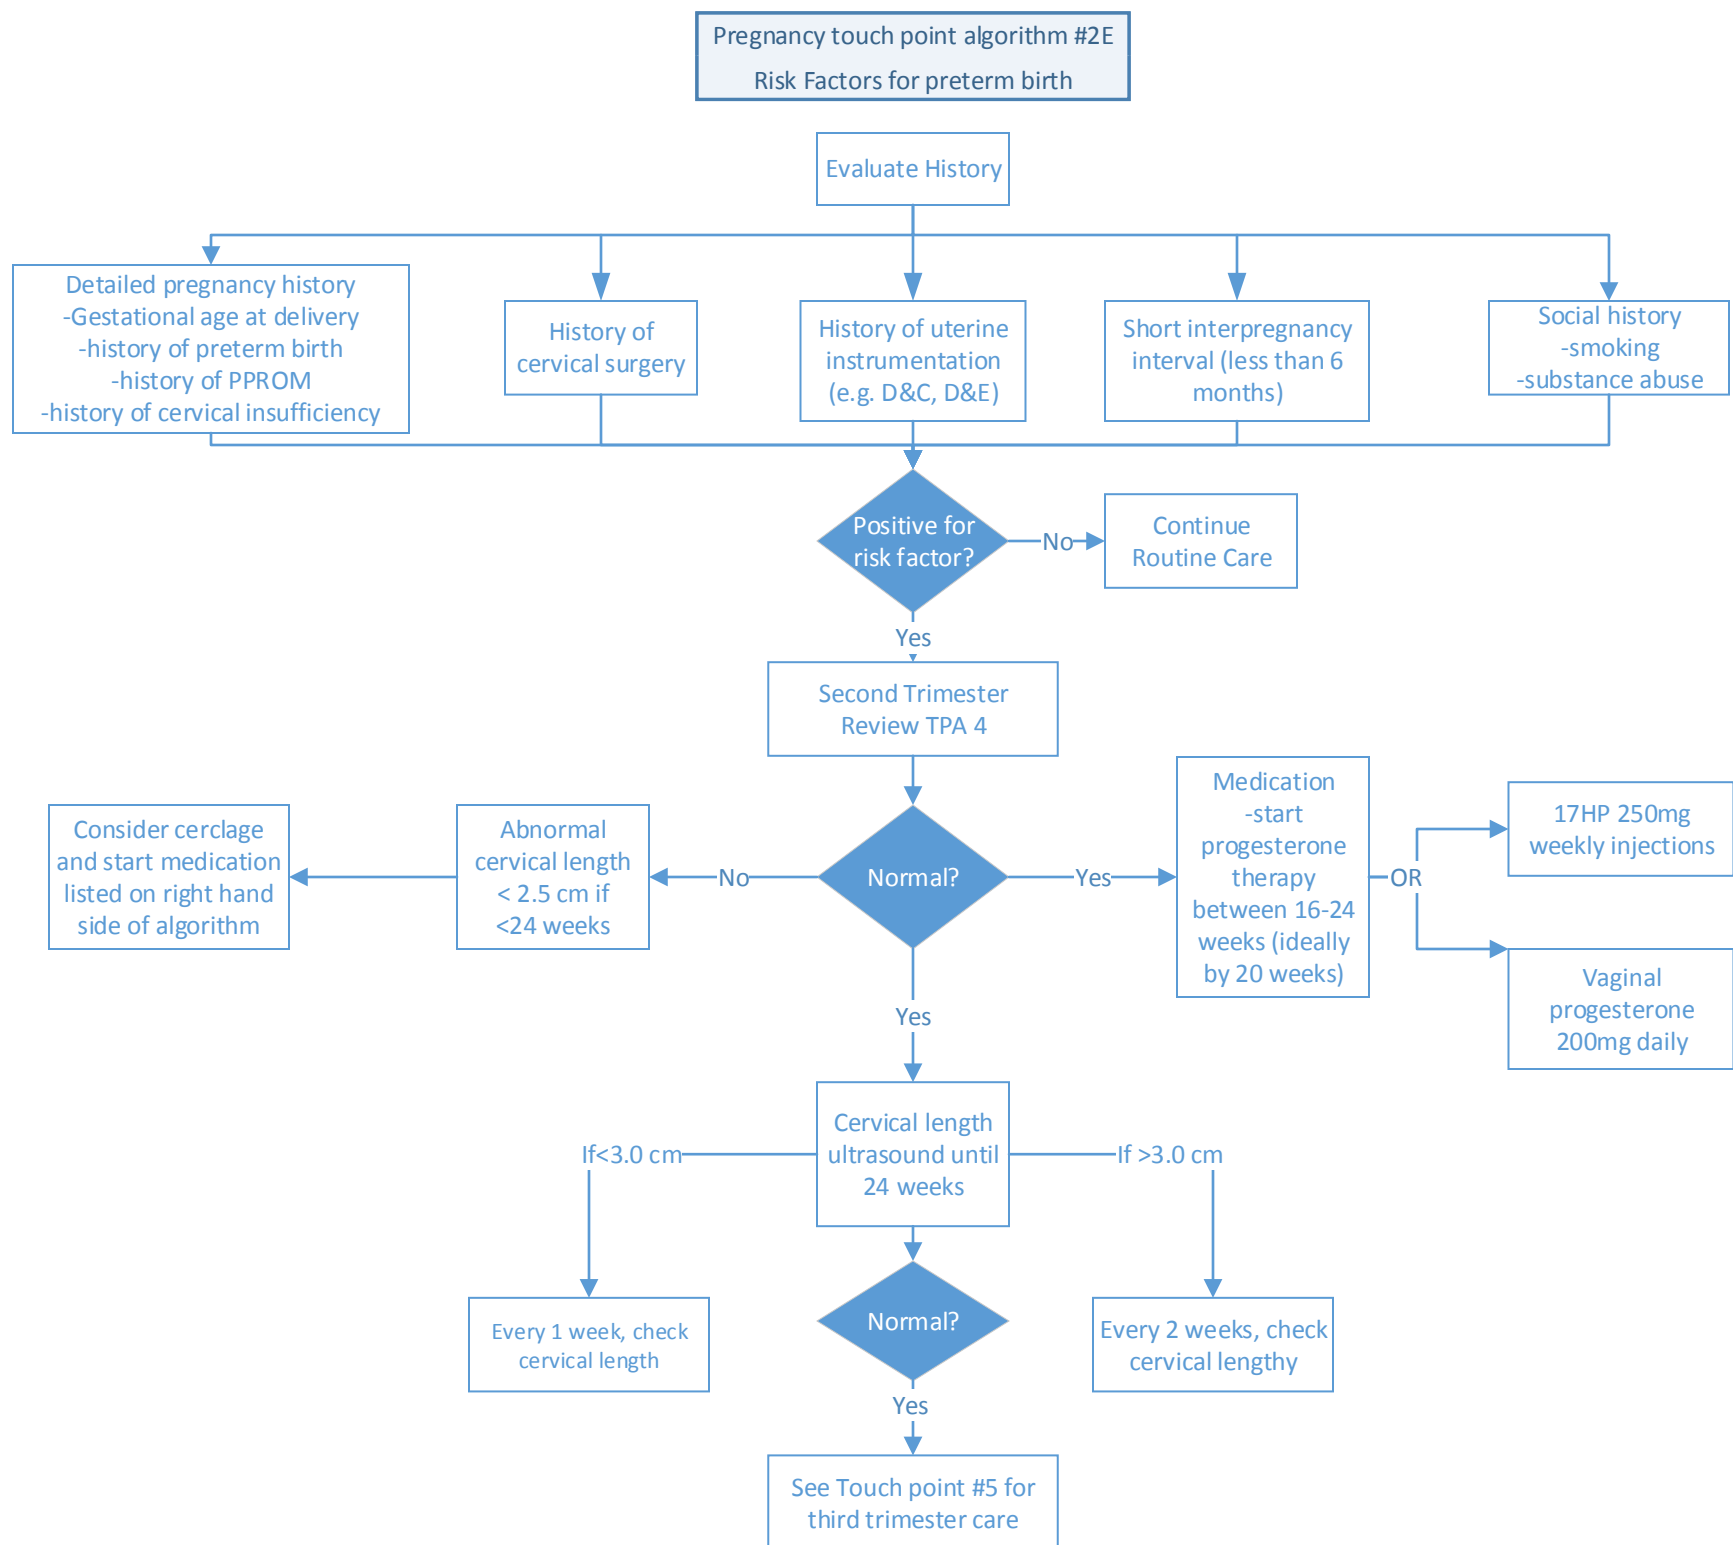 Pregnancy touch point algorithm #2E
Risk Factors for preterm birth
Evaluate History
Detailed pregnancy history
-Gestational age at delivery
-history of preterm birth
-history of PPROM
-history of cervical insufficiency
History of
cervical surgery
History of uterine
instrumentation
(e.g. D&C, D&E)
Short interpregnancy
interval (less than 6
months)
Social history
-smoking
-substance abuse
Positive for
risk factor?
No
Continue
Routine Care
Yes
Second Trimester
Review TPA 4
Consider cerclage
and start medication
listed on right hand
side of algorithm
Abnormal
cervical length
< 2.5 cm if
<24 weeks
No
Normal?
Yes
Medication
-start
progesterone
therapy
between 16-24
weeks (ideally
by 20 weeks)
OR
17HP 250mg
weekly injections
Vaginal
progesterone
200mg daily
Yes
If<3.0 cm
Cervical length
ultrasound until
24 weeks
If >3.0 cm
Every 1 week, check
cervical length
Normal?
Every 2 weeks, check
cervical lengthy
Yes
See Touch point #5 for
third trimester care